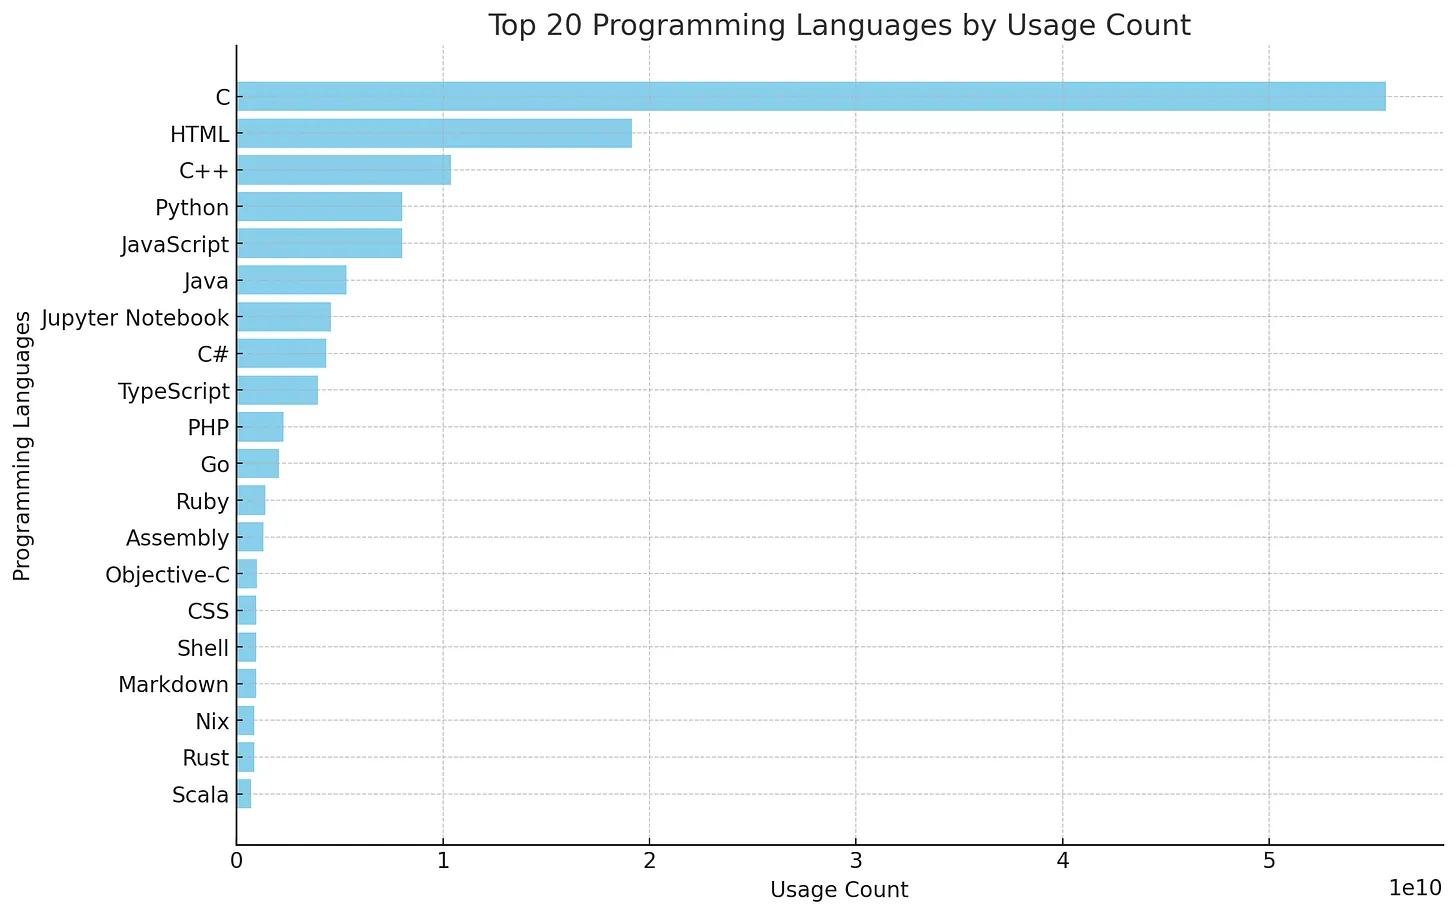 Top 20 Programming Languages by Usage Count
C
HTML
C++
Python
JavaScript
Java
Jupyter Notebook
C#
TypeScript
PHP
Go
Ruby
Assembly
Objective-C
CSS
Shell
Markdown
Nix
Rust
Scala
Programming Languages
0 1 2 3 4 5
Usage Count
1e10